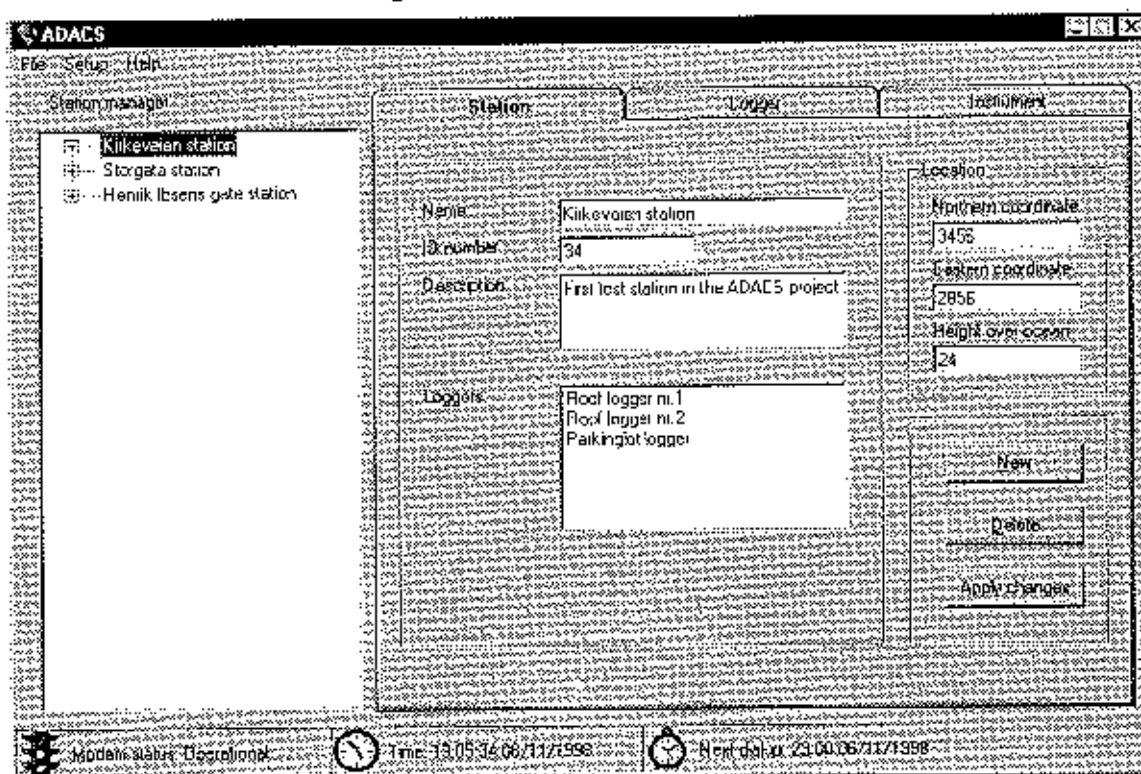 ADACS
File Setup Help
Station manager
Station
Logger
Instrument
Kirkeveien station
Storgata station
Henrik Ibsens gate station
Name
Kirkeveien station
ID number
34
Description
First test station in the ADACS project
Loggers
Roof logger nr.1
Roof logger nr.2
Parkinglot logger
Location
Northern coordinate
3456
Eastern coordinate
2856
Height over ocean
24
New
Delete
Apply changes
Modem status: Operational
Time: 19:05:34 06/11/1998
Next dialup: 23:00 06/11/1998